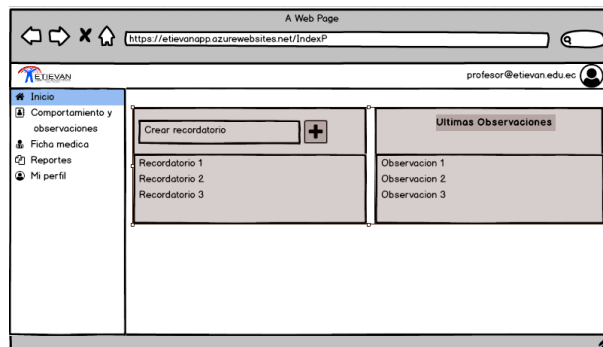 A Web Page
https://etievanapp.azurewebsites.net/IndexP
ETIEVAN
profesor@etievan.edu.ec
Inicio
Comportamiento y
observaciones
Ficha medica
Reportes
Mi perfil
Crear recordatorio
Recordatorio 1
Recordatorio 2
Recordatorio 3
Ultimas Observaciones
Observacion 1
Observacion 2
Observacion 3